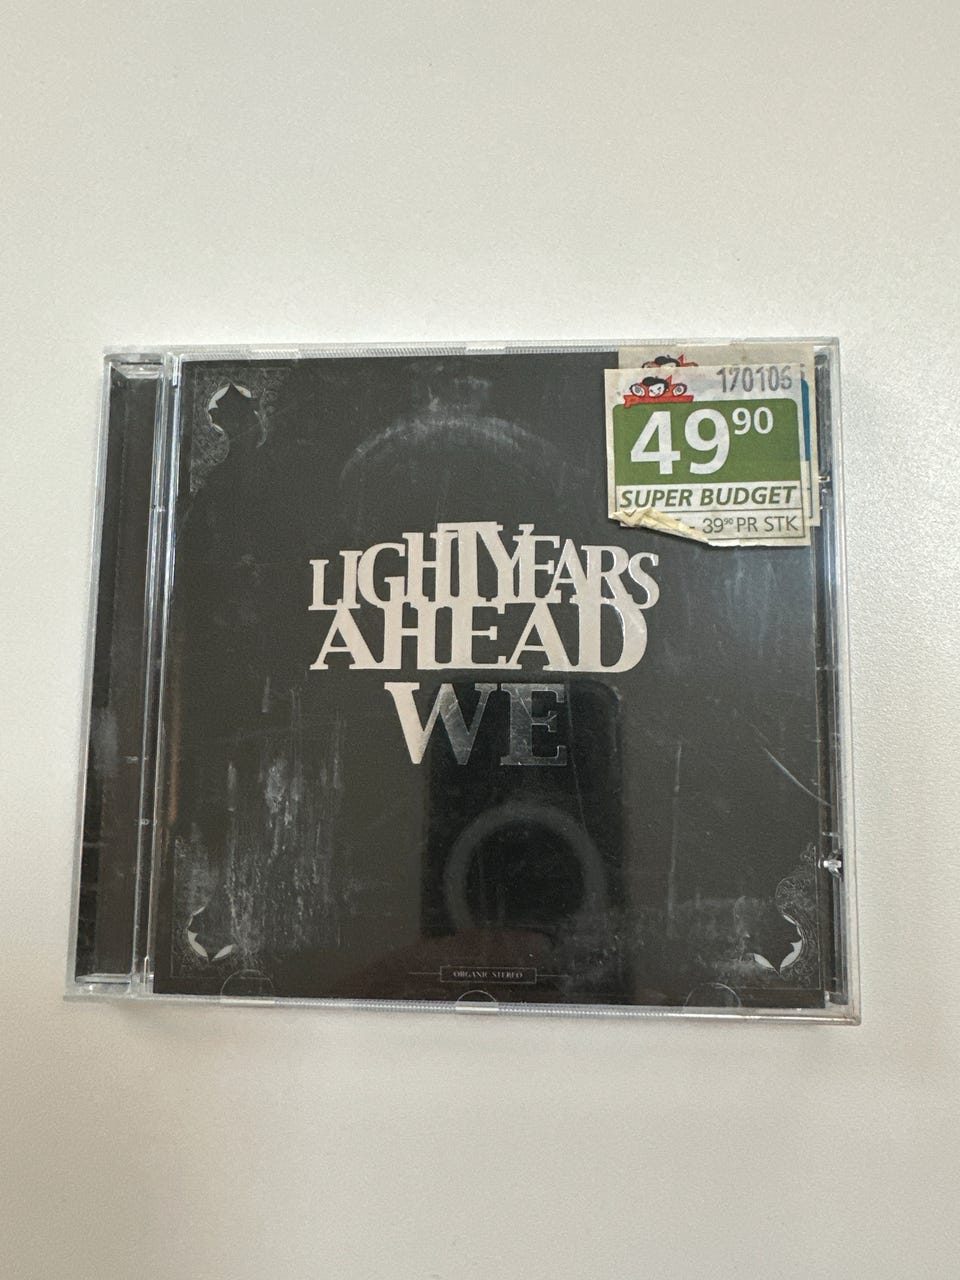 170106
49⁹⁰
SUPER BUDGET
- 39⁹⁰ PR STK
LIGHTYEARS
AHEAD
WE
ORGANIC STEREO